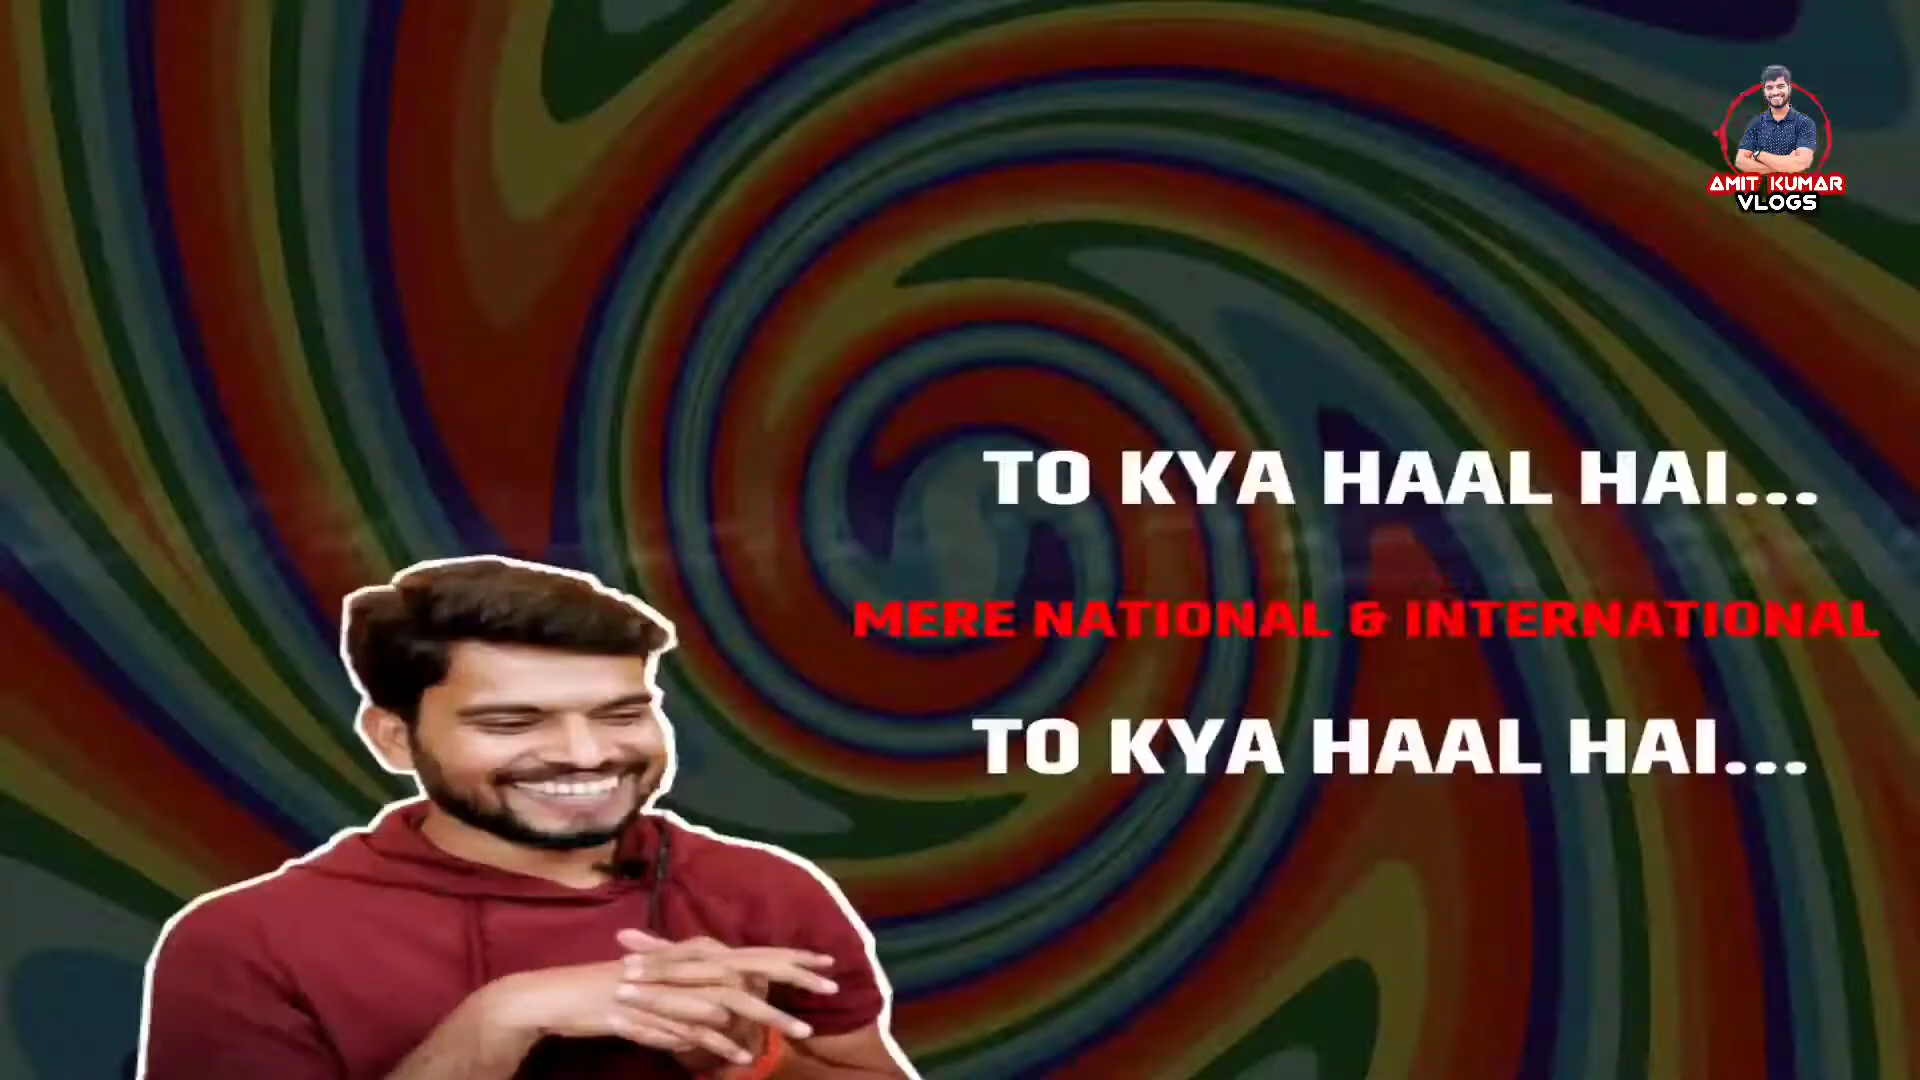 AMIT KUMAR
VLOGS
TO KYA HAAL HAI...
MERE NATIONAL & INTERNATIONAL
TO KYA HAAL HAI...